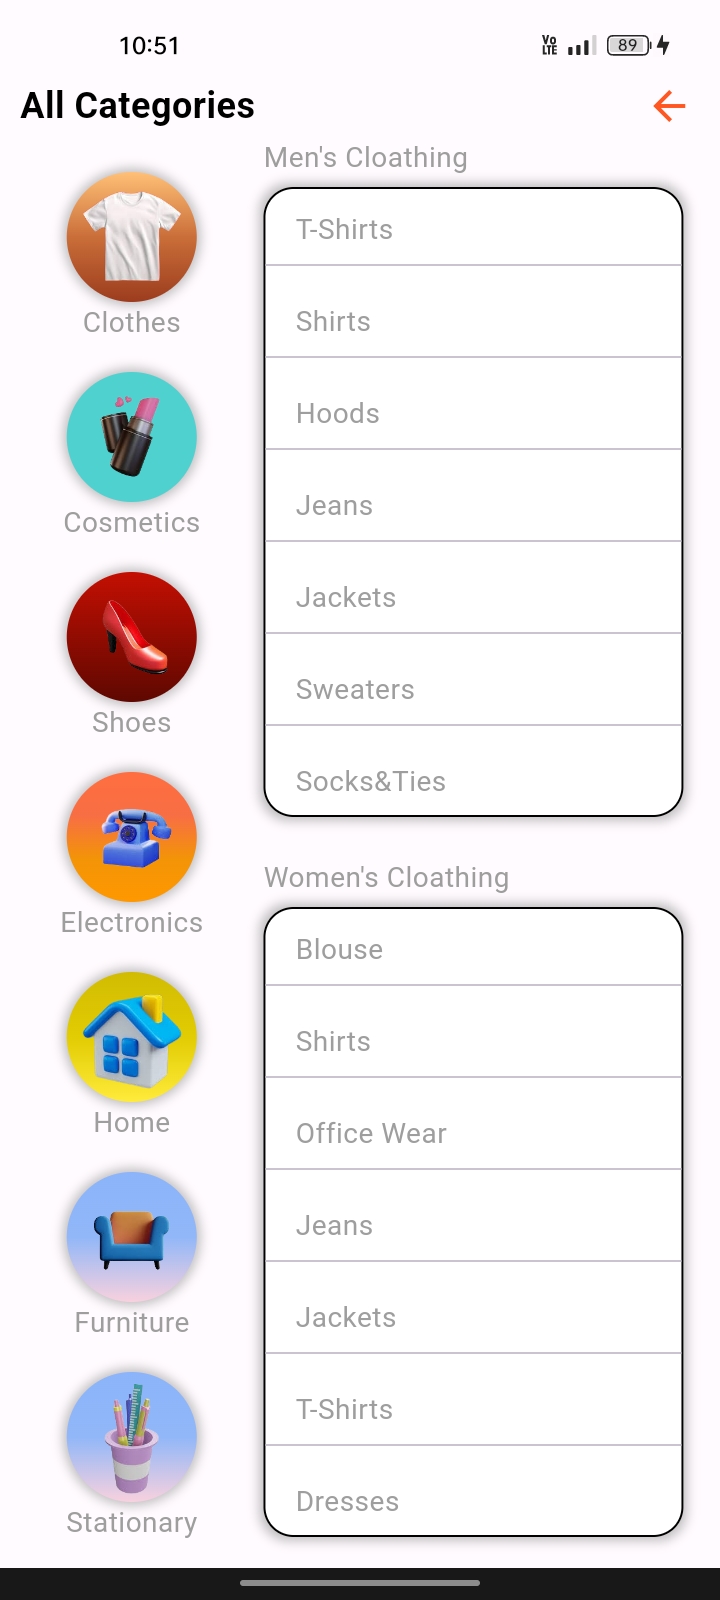 10:51
Vo LTE
89
All Categories
Clothes
Cosmetics
Shoes
Electronics
Home
Furniture
Stationary
Men's Cloathing
T-Shirts
Shirts
Hoods
Jeans
Jackets
Sweaters
Socks&Ties
Women's Cloathing
Blouse
Shirts
Office Wear
Jeans
Jackets
T-Shirts
Dresses